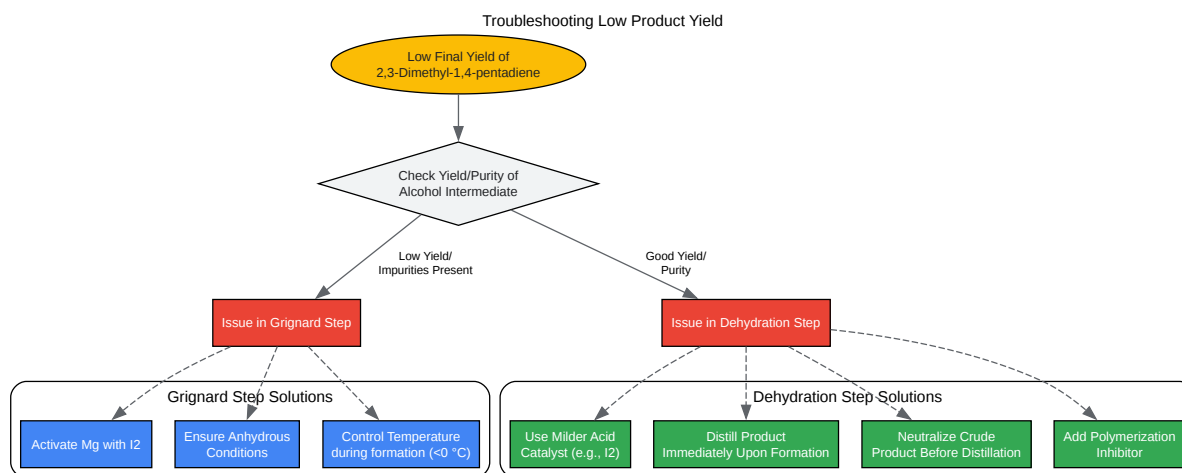 Troubleshooting Low Product Yield
Low Final Yield of
2,3-Dimethyl-1,4-pentadiene
Check Yield/Purity of
Alcohol Intermediate
Low Yield/
Impurities Present
Good Yield/
Purity
Issue in Grignard Step
Issue in Dehydration Step
Grignard Step Solutions
Activate Mg with I2
Ensure Anhydrous
Conditions
Control Temperature
during formation (<0 °C)
Dehydration Step Solutions
Use Milder Acid
Catalyst (e.g., I2)
Distill Product
Immediately Upon Formation
Neutralize Crude
Product Before Distillation
Add Polymerization
Inhibitor